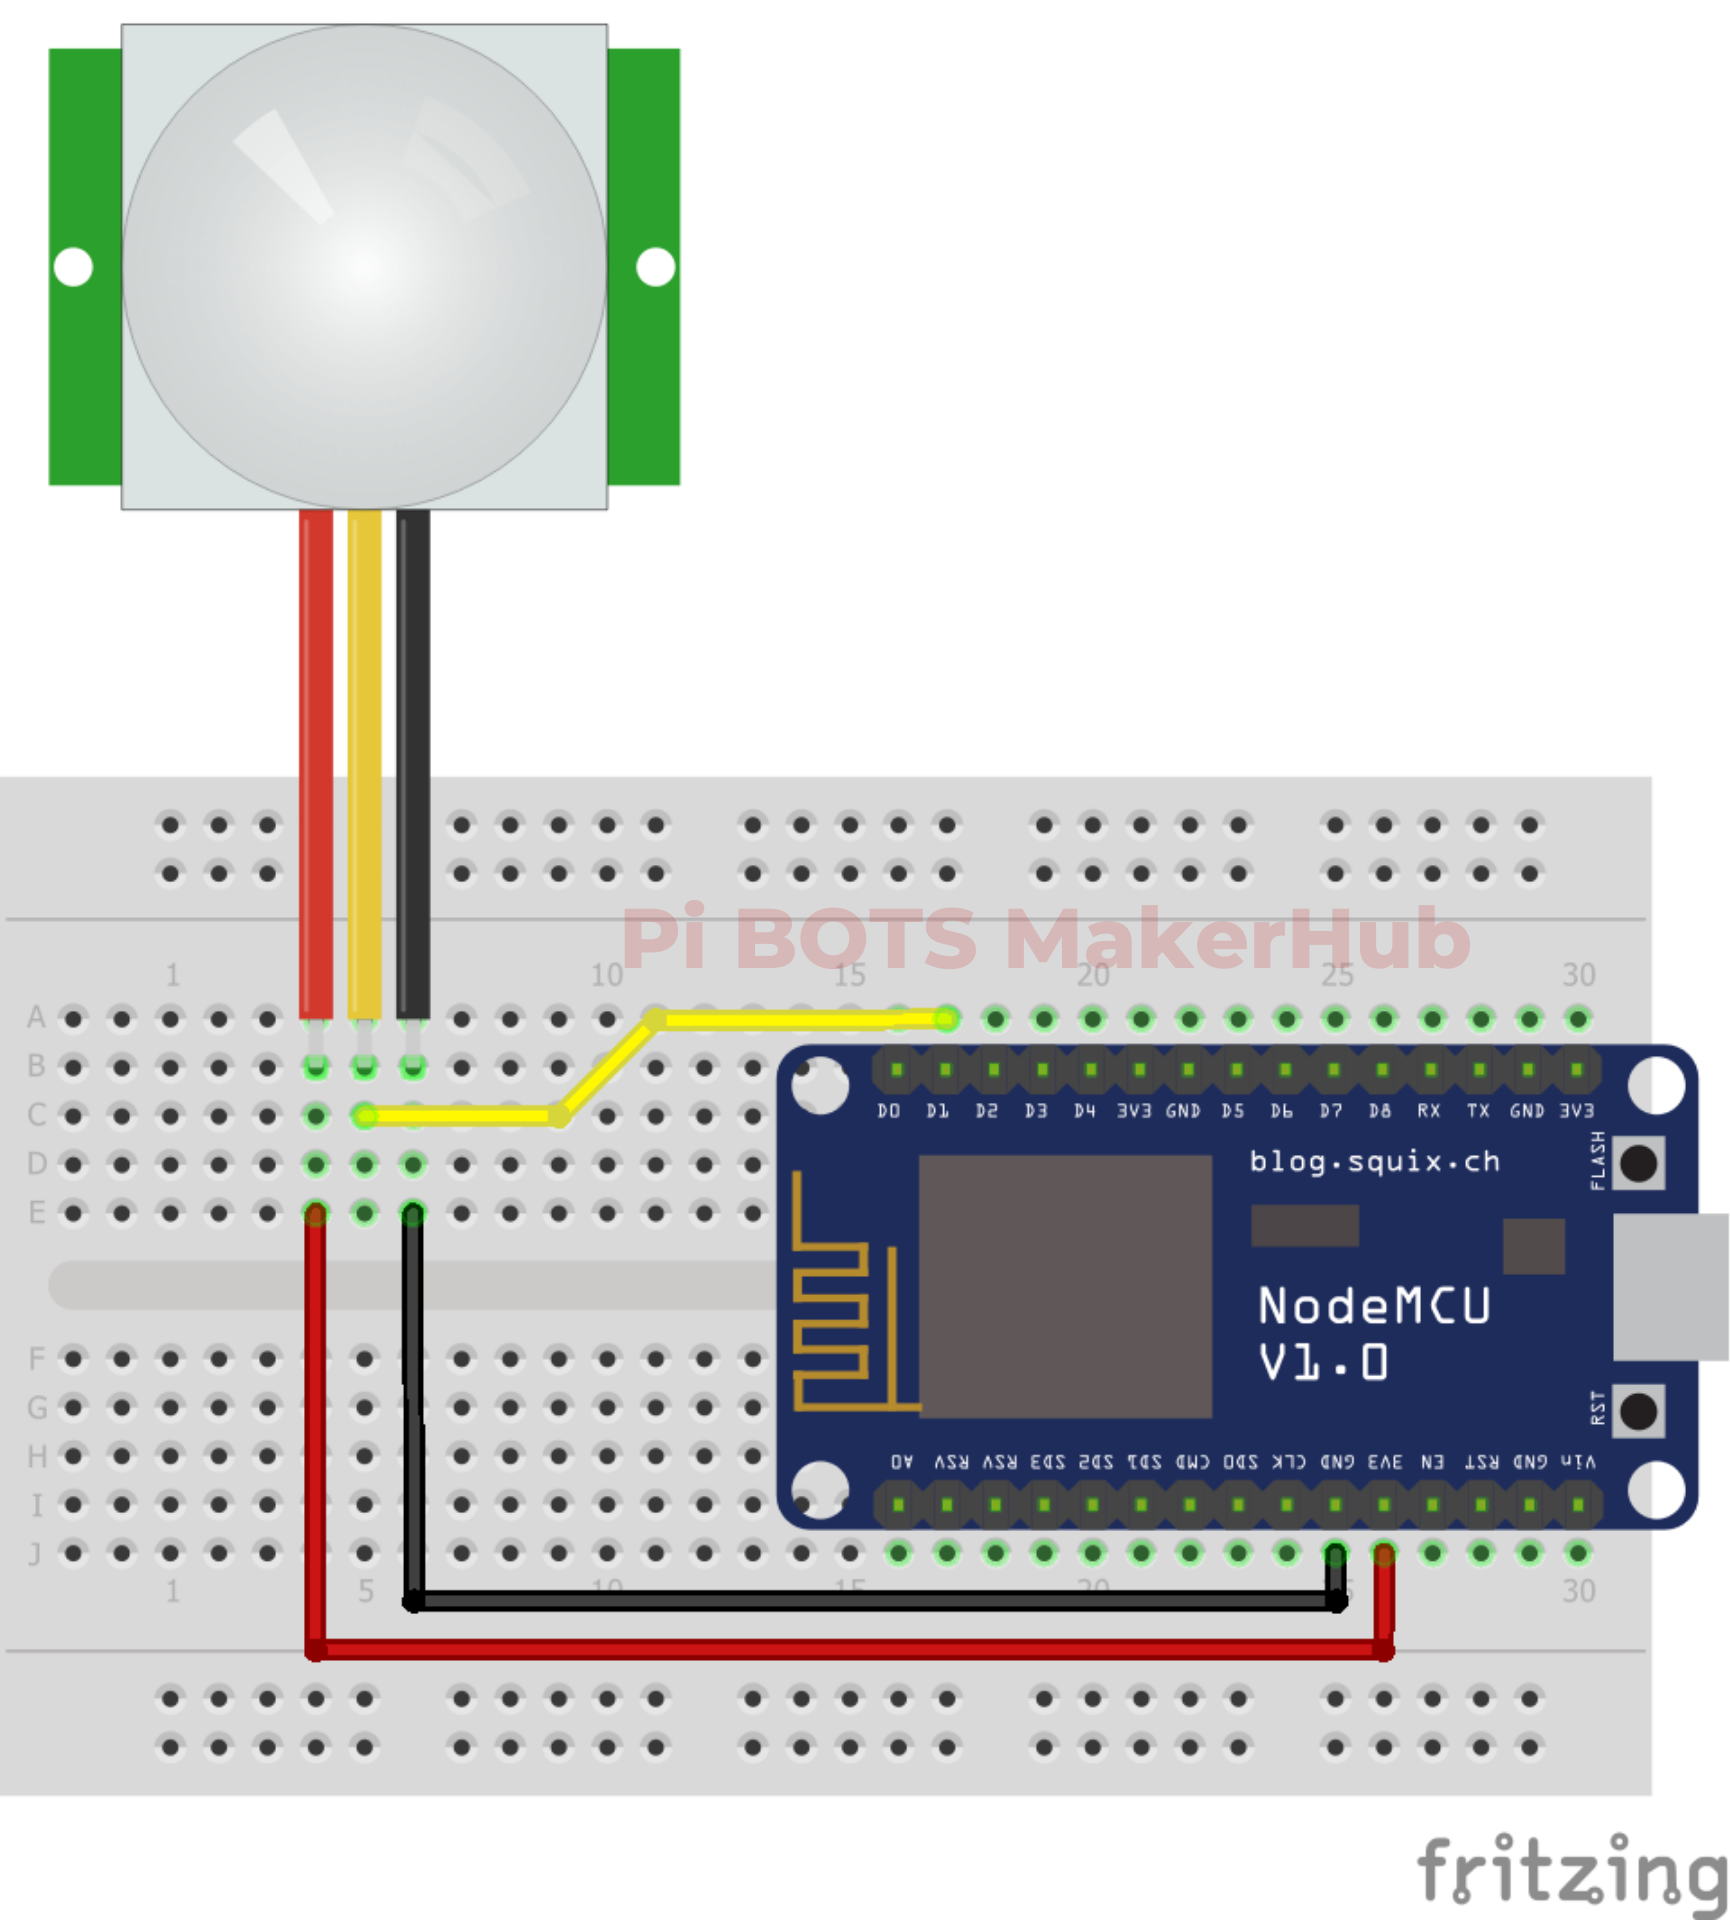 Pi BOTS MakerHub
1 10 15 20 25 30
A
B
C
D
E
D0 D1 D2 D3 D4 3V3 GND D5 D6 D7 D8 RX TX GND 3V3
FLASH
blog.squix.ch
NodeMCU
V1.0
RST
A0 RSV RSV SD3 SD2 SD1 CMD SD0 CLK GND 3V3 EN RST GND Vin
F
G
H
I
J
1 5 10 15 20 30
fritzing